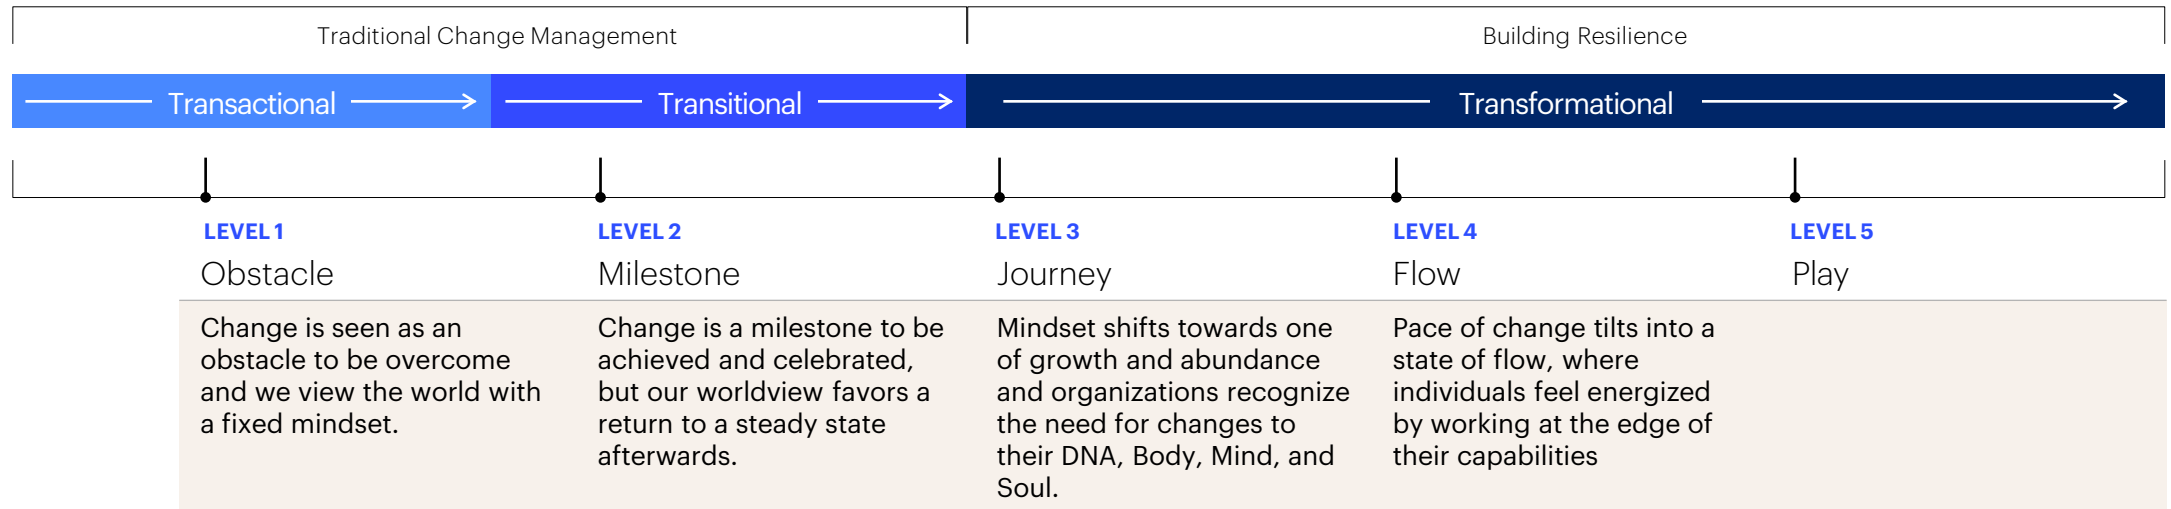 Traditional Change Management
Building Resilience
Transactional
Transitional
Transformational
LEVEL 1
Obstacle
Change is seen as an
obstacle to be overcome
and we view the world with
a fixed mindset.
LEVEL 2
Milestone
Change is a milestone to be
achieved and celebrated,
but our worldview favors a
return to a steady state
afterwards.
LEVEL 3
Journey
Mindset shifts towards one
of growth and abundance
and organizations recognize
the need for changes to
their DNA, Body, Mind, and
Soul.
LEVEL 4
Flow
Pace of change tilts into a
state of flow, where
individuals feel energized
by working at the edge of
their capabilities
LEVEL 5
Play